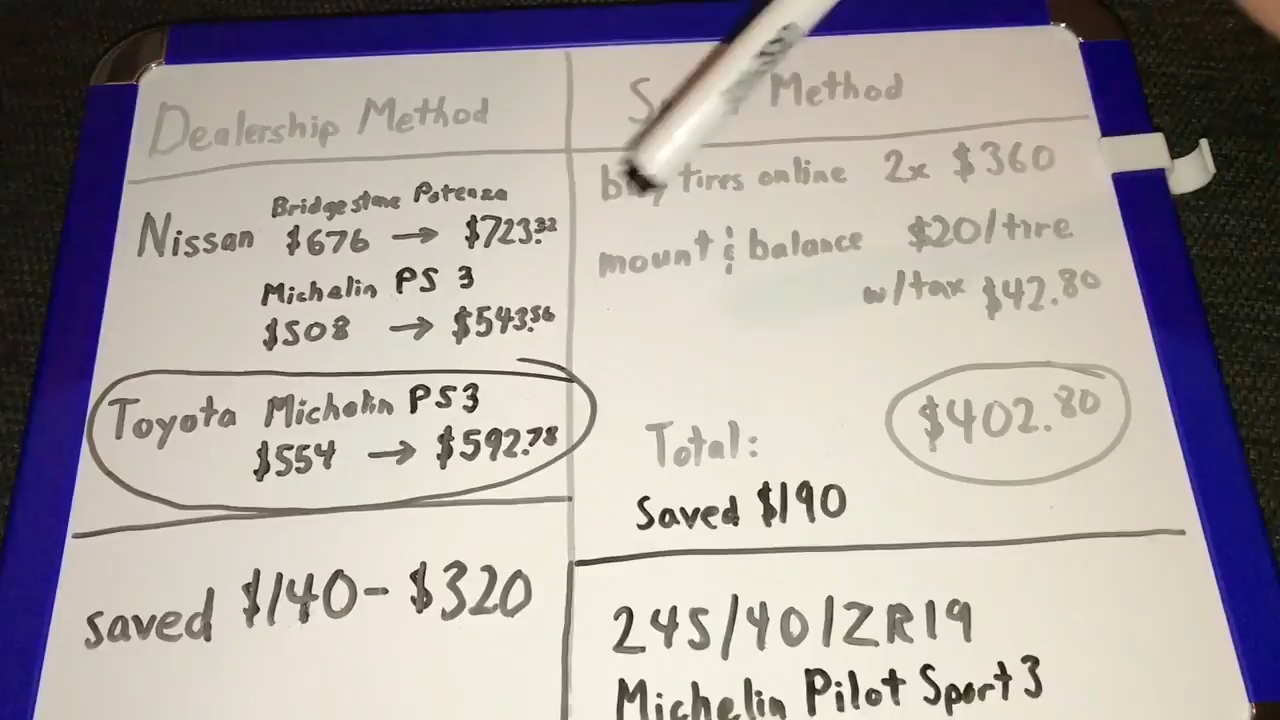 Dealership Method
Bridgestone Potenza
Nissan $676 → $723.32
Michelin PS 3
$508 → $543.56
Toyota Michelin PS3
$554 → $592.78
saved $140 - $320
Method
tires online 2x $360
mount & balance $20/tire
w/tax $42.80
$402.80
Total:
Saved $190
245/40/ZR19
Michelin Pilot Sport 3